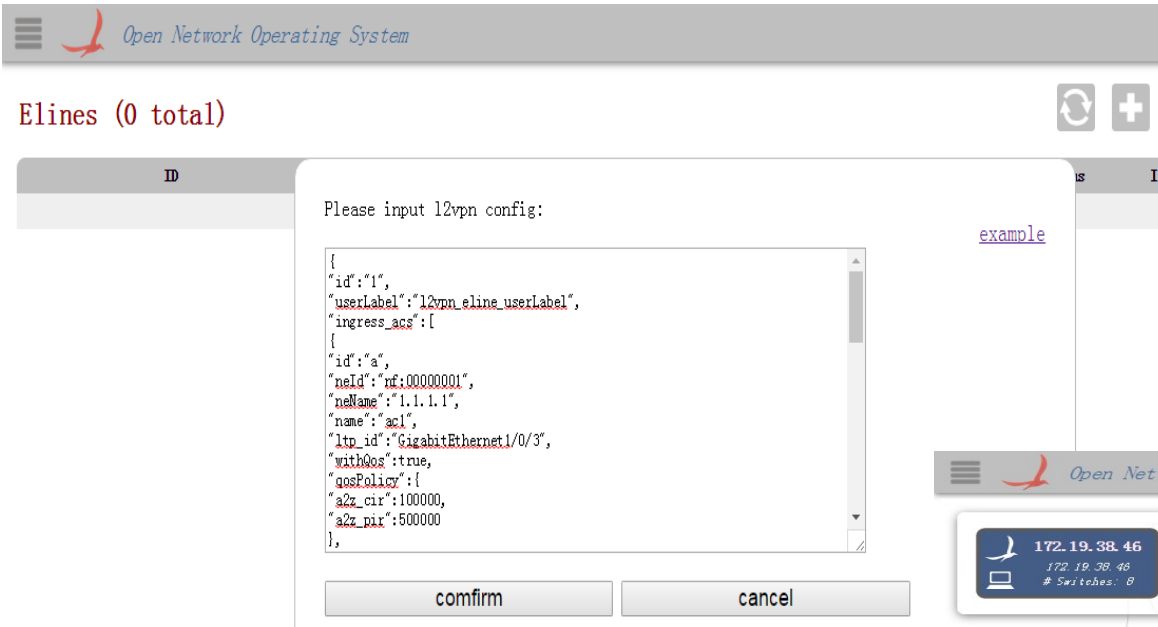 Open Network Operating System
Elines (0 total)
ID
Please input l2vpn config:
example
{
"id":"1",
"userLabel":"l2vpn_eline_userLabel",
"ingress_acs":[
{
"id":"a",
"neId":"nf:00000001",
"neName":"1.1.1.1",
"name":"ac1",
"ltp_id":"GigabitEthernet1/0/3",
"withQos":true,
"qosPolicy":{
"a2z_cir":100000,
"a2z_pir":500000
},
comfirm
cancel
Open Net
172.19.38.46
172.19.38.46
# Switches: 8